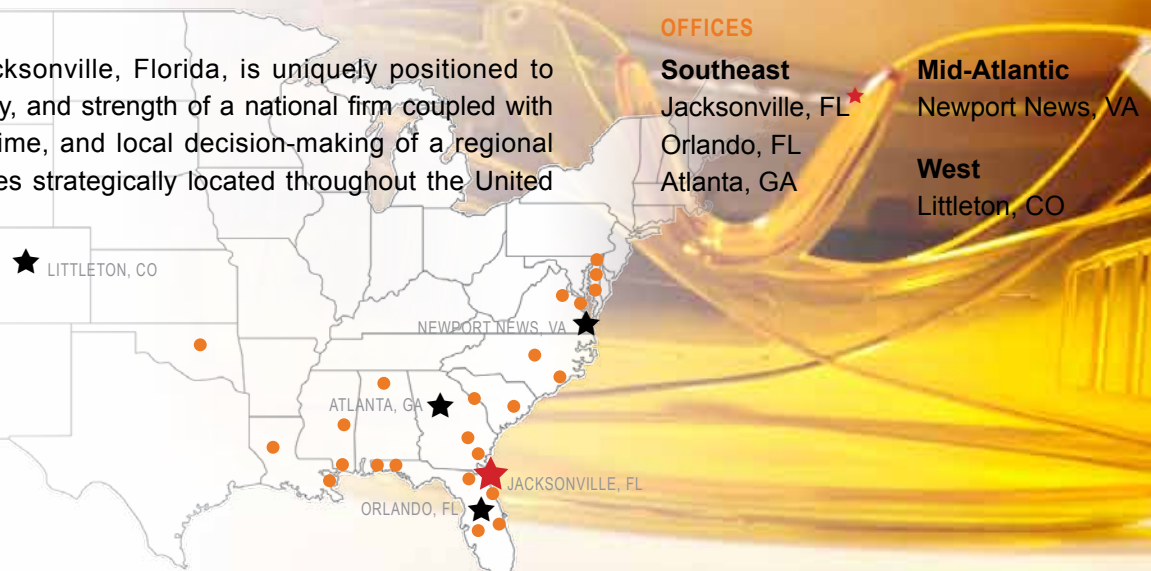 cksonville, Florida, is uniquely positioned to
y, and strength of a national firm coupled with
ime, and local decision-making of a regional
es strategically located throughout the United
OFFICES
Southeast
Jacksonville, FL
Orlando, FL
Atlanta, GA
Mid-Atlantic
Newport News, VA
West
Littleton, CO
LITTLETON, CO
NEWPORT NEWS, VA
ATLANTA, GA
JACKSONVILLE, FL
ORLANDO, FL